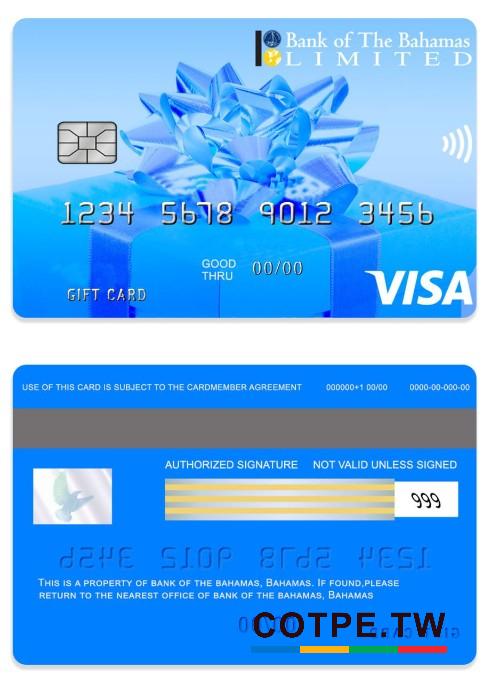 Bank of The Bahamas
LIMITED
1234 5678 9012 3456
GOOD
THRU
00/00
GIFT CARD
VISA
USE OF THIS CARD IS SUBJECT TO THE CARDMEMBER AGREEMENT 000000+1 00/00 0000-00-000-00
AUTHORIZED SIGNATURE NOT VALID UNLESS SIGNED
999
THIS IS A PROPERTY OF BANK OF THE BAHAMAS, BAHAMAS. IF FOUND,PLEASE
RETURN TO THE NEAREST OFFICE OF BANK OF THE BAHAMAS, BAHAMAS
COTPE.TW